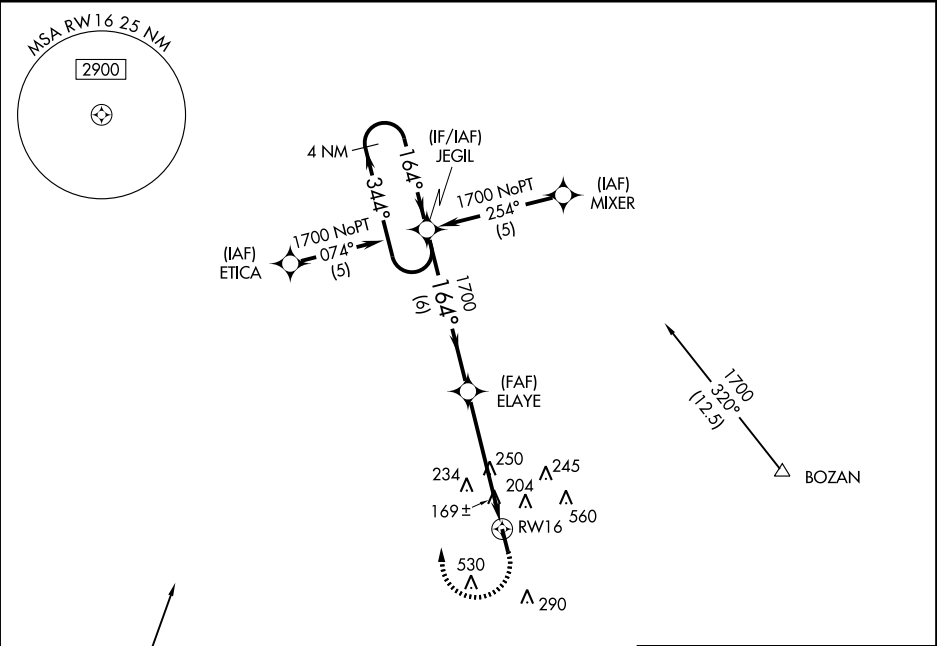 MSA RW16 25 NM
2900
4 NM
164°
344°
(IF/IAF)
JEGIL
1700 NoPT
254°
(5)
(IAF)
MIXER
(IAF)
ETICA
1700 NoPT
074°
(5)
1700
164°
(6)
(FAF)
ELAYE
1700
320°
(12.5)
BOZAN
250
234
245
204
169±
560
RW16
530
290